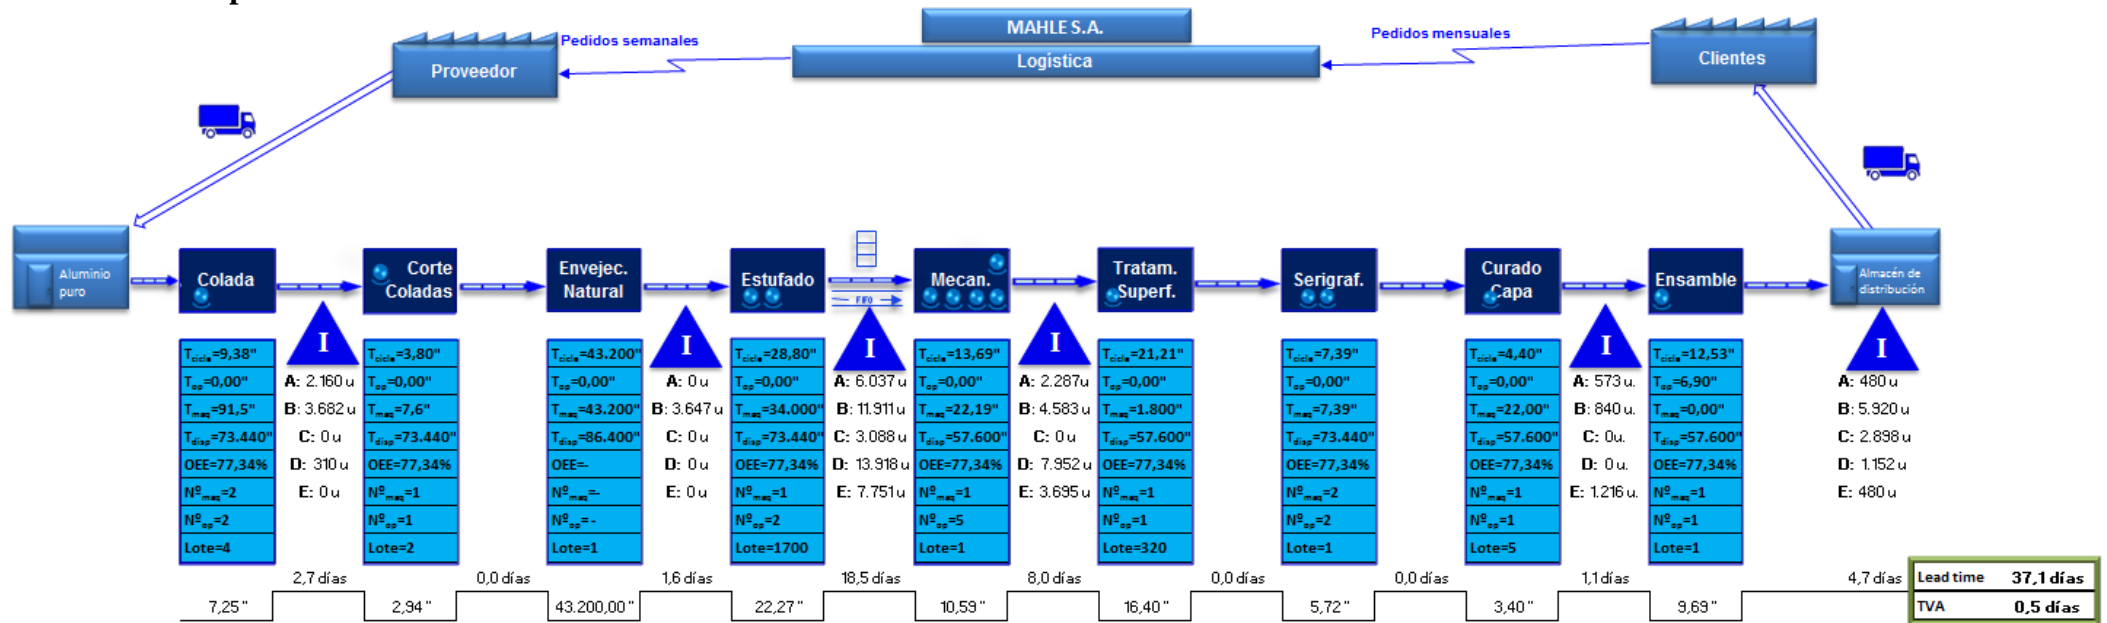 MAHLE S.A.
Logística
Pedidos semanales
Pedidos mensuales
Proveedor
Clientes
Aluminio
puro
Colada
Corte
Coladas
Envejec.
Natural
Estufado
FIFO
Mecan.
Tratam.
Superf.
Serigraf.
Curado
Capa
Ensamble
Almacén de
distribución
Tciclo=9,38"
Top=0,00"
Tmaq=91,5"
Tdisp=73.440"
OEE=77,34%
Nºmaq=2
Nºop=2
Lote=4
I
A: 2.160 u
B: 3.682 u
C: 0 u
D: 310 u
E: 0 u
Tciclo=3,80"
Top=0,00"
Tmaq=7,6"
Tdisp=73.440"
OEE=77,34%
Nºmaq=1
Nºop=1
Lote=2
Tciclo=43.200"
Top=0,00"
Tmaq=43.200"
Tdisp=86.400"
OEE=-
Nºmaq=-
Nºop=-
Lote=1
I
A: 0 u
B: 3.647 u
C: 0 u
D: 0 u
E: 0 u
Tciclo=28,80"
Top=0,00"
Tmaq=34.000"
Tdisp=73.440"
OEE=77,34%
Nºmaq=1
Nºop=2
Lote=1700
I
A: 6.037 u
B: 11.911 u
C: 3.088 u
D: 13.918 u
E: 7.751 u
Tciclo=13,69"
Top=0,00"
Tmaq=22,19"
Tdisp=57.600"
OEE=77,34%
Nºmaq=1
Nºop=5
Lote=1
I
A: 2.287 u
B: 4.583 u
C: 0 u
D: 7.952 u
E: 3.695 u
Tciclo=21,21"
Top=0,00"
Tmaq=1.800"
Tdisp=57.600"
OEE=77,34%
Nºmaq=1
Nºop=1
Lote=320
Tciclo=7,39"
Top=0,00"
Tmaq=7,39"
Tdisp=73.440"
OEE=77,34%
Nºmaq=2
Nºop=2
Lote=1
Tciclo=4,40"
Top=0,00"
Tmaq=22,00"
Tdisp=57.600"
OEE=77,34%
Nºmaq=1
Nºop=1
Lote=5
I
A: 573 u.
B: 840 u.
C: 0u.
D: 0 u.
E: 1.216 u.
Tciclo=12,53"
Top=6,90"
Tmaq=0,00"
Tdisp=57.600"
OEE=77,34%
Nºmaq=1
Nºop=1
Lote=1
I
A: 480 u
B: 5.920 u
C: 2.898 u
D: 1.152 u
E: 480 u
2,7 días
0,0 días
1,6 días
18,5 días
8,0 días
0,0 días
0,0 días
1,1 días
4,7 días
7,25 "
2,94 "
43.200,00 "
22,27 "
10,59 "
16,40 "
5,72 "
3,40 "
9,69 "
Lead time 37,1 días
TVA 0,5 días